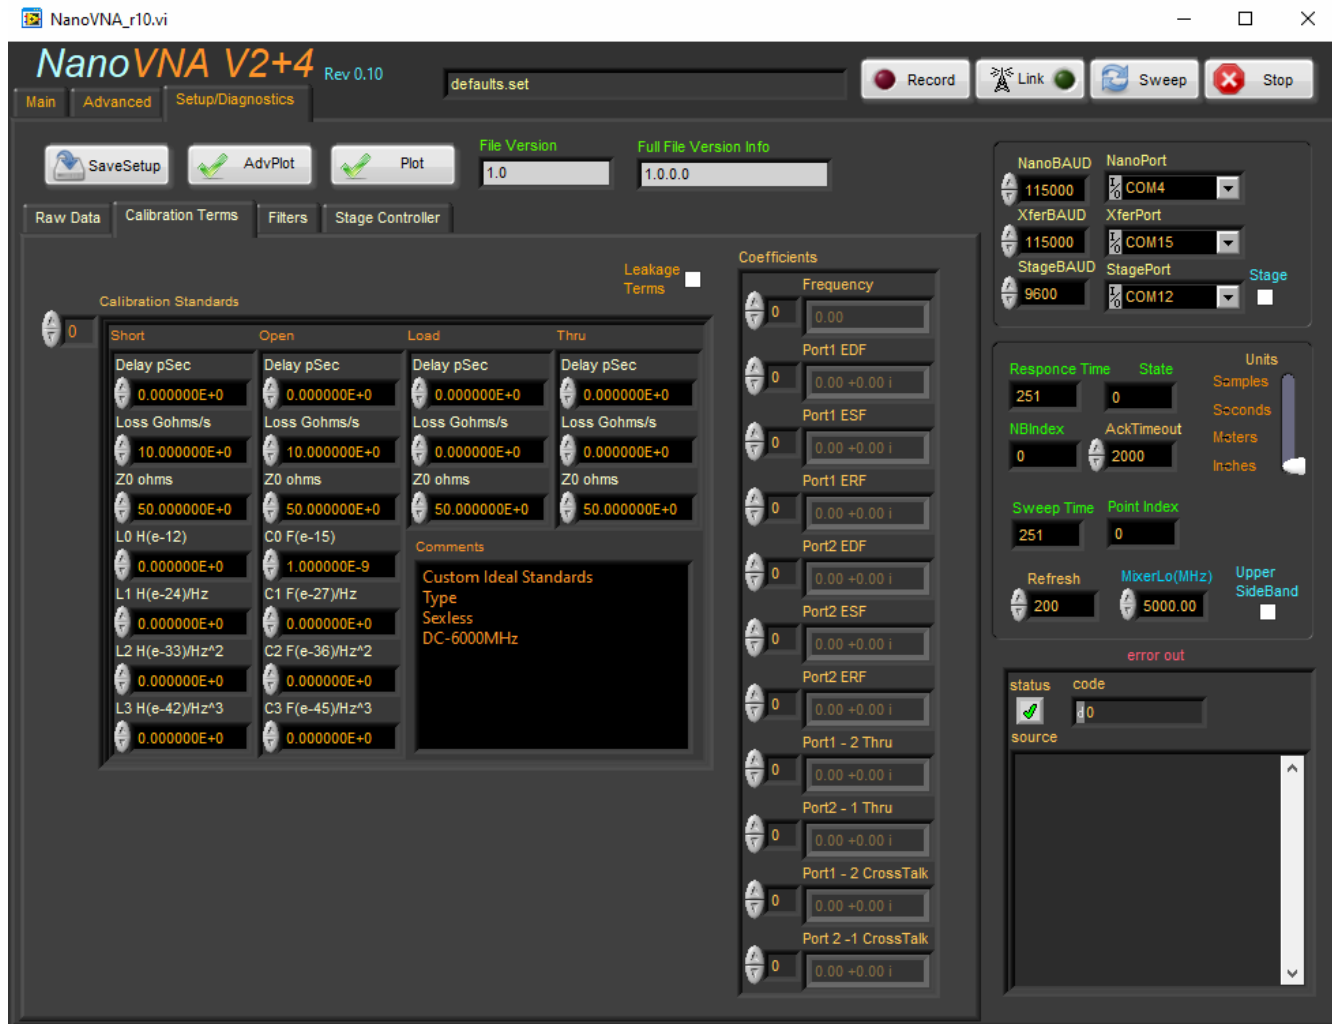 NanoVNA_r10.vi
NanoVNA V2+4 Rev 0.10
defaults.set
Record
Link
Sweep
Stop
Main
Advanced
Setup/Diagnostics
SaveSetup
AdvPlot
Plot
File Version
1.0
Full File Version Info
1.0.0.0
Raw Data
Calibration Terms
Filters
Stage Controller
Leakage
Terms
Calibration Standards
0
Short
Delay pSec
0.000000E+0
Loss Gohms/s
10.000000E+0
Z0 ohms
50.000000E+0
L0 H(e-12)
0.000000E+0
L1 H(e-24)/Hz
0.000000E+0
L2 H(e-33)/Hz^2
0.000000E+0
L3 H(e-42)/Hz^3
0.000000E+0
Open
Delay pSec
0.000000E+0
Loss Gohms/s
10.000000E+0
Z0 ohms
50.000000E+0
C0 F(e-15)
1.000000E-9
C1 F(e-27)/Hz
0.000000E+0
C2 F(e-36)/Hz^2
0.000000E+0
C3 F(e-45)/Hz^3
0.000000E+0
Load
Delay pSec
0.000000E+0
Loss Gohms/s
0.000000E+0
Z0 ohms
50.000000E+0
Thru
Delay pSec
0.000000E+0
Loss Gohms/s
0.000000E+0
Z0 ohms
50.000000E+0
Comments
Custom Ideal Standards
Type
Sexless
DC-6000MHz
Coefficients
Frequency
0
0.00
Port1 EDF
0
0.00 +0.00 i
Port1 ESF
0
0.00 +0.00 i
Port1 ERF
0
0.00 +0.00 i
Port2 EDF
0
0.00 +0.00 i
Port2 ESF
0
0.00 +0.00 i
Port2 ERF
0
0.00 +0.00 i
Port1 - 2 Thru
0
0.00 +0.00 i
Port2 - 1 Thru
0
0.00 +0.00 i
Port1 - 2 CrossTalk
0
0.00 +0.00 i
Port 2 -1 CrossTalk
0
0.00 +0.00 i
NanoBAUD
115000
NanoPort
I/O COM4
XferBAUD
115000
XferPort
I/O COM15
StageBAUD
9600
StagePort
I/O COM12
Stage
Responce Time
251
State
0
NBIndex
0
AckTimeout
2000
Units
Samples
Seconds
Meters
Inches
Sweep Time
251
Point Index
0
Refresh
200
MixerLo(MHz)
5000.00
Upper
SideBand
error out
status
code
d 0
source